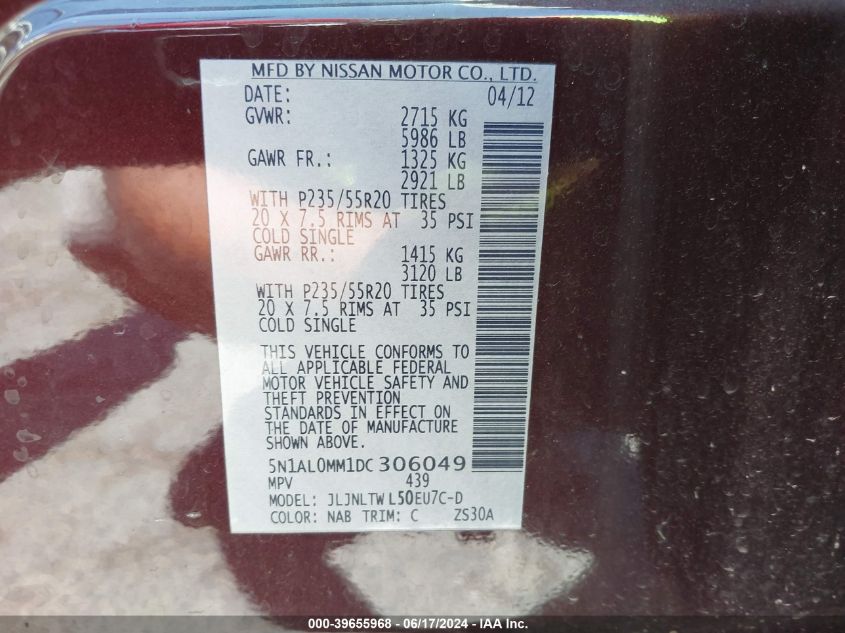 MFD BY NISSAN MOTOR CO., LTD.
DATE: 04/12
GVWR: 2715 KG
5986 LB
GAWR FR.: 1325 KG
2921 LB
WITH P235/55R20 TIRES
20 X 7.5 RIMS AT 35 PSI
COLD SINGLE
GAWR RR.: 1415 KG
3120 LB
WITH P235/55R20 TIRES
20 X 7.5 RIMS AT 35 PSI
COLD SINGLE
THIS VEHICLE CONFORMS TO
ALL APPLICABLE FEDERAL
MOTOR VEHICLE SAFETY AND
THEFT PREVENTION
STANDARDS IN EFFECT ON
THE DATE OF MANUFACTURE
SHOWN ABOVE.
5N1AL0MM1DC 306049
MPV 439
MODEL: JLJNLTW L50EU7C-D
COLOR: NAB TRIM: C ZS30A
000-39655968 - 06/17/2024 - IAA Inc.